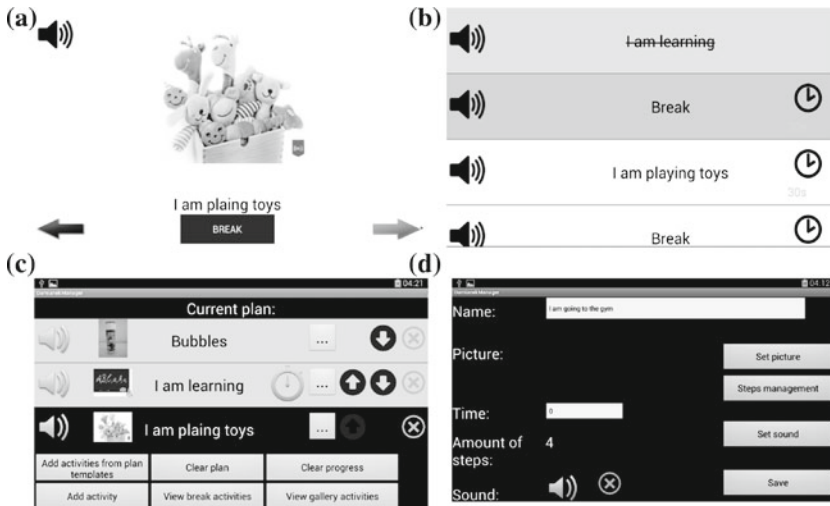 (a)
I am plaing toys
BREAK
(b)
I am learning
Break
I am playing toys
30s
Break
(c)
04:21
Current plan:
Bubbles
...
I am learning
...
I am plaing toys
...
Add activities from plan
templates
Clear plan
Clear progress
Add activity
View break activities
View gallery activities
(d)
04:12
Name:
I am going to the gym
Picture:
Set picture
Steps management
Time:
0
Amount of
steps:
4
Set sound
Sound:
Save